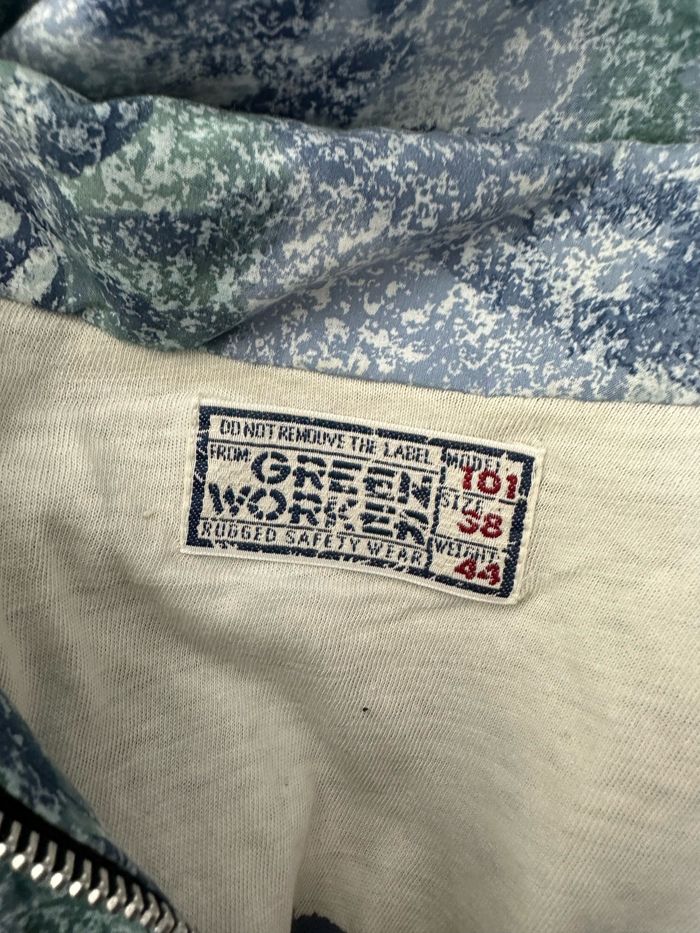 DO NOT REMOUVE THE LABEL
FROM:
GREEN
WORKER
RUGGED SAFETY WEAR
MODEL
101
SIZE
38
WEIGHT
44